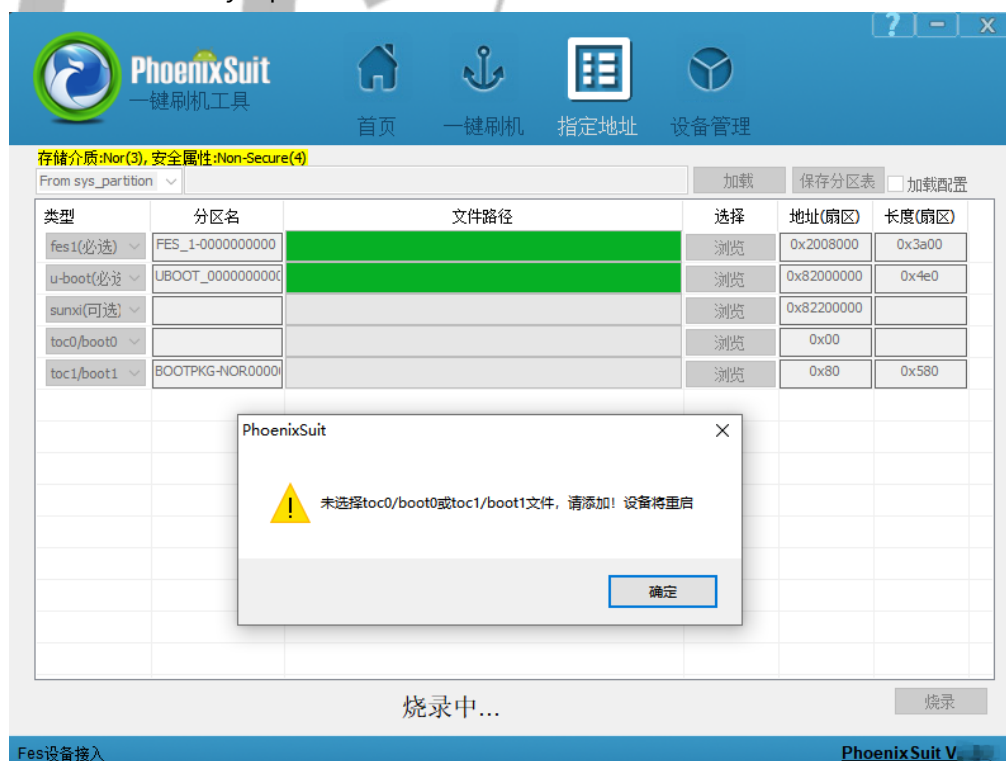 ? - X
PhoenixSuit
一键刷机工具
首页 一键刷机 指定地址 设备管理
存储介质:Nor(3),安全属性:Non-Secure(4)
From sys_partition 加载 保存分区表 加载配置
类型 分区名 文件路径 选择 地址(扇区) 长度(扇区)
fes1(必选) FES_1-0000000000 浏览 0x2008000 0x3a00
u-boot(必选 UBOOT_0000000000 浏览 0x82000000 0x4e0
sunxi(可选) 浏览 0x82200000
toc0/boot0 浏览 0x00
toc1/boot1 BOOTPKG-NOR0000 浏览 0x80 0x580
PhoenixSuit
未选择toc0/boot0或toc1/boot1文件，请添加！设备将重启
确定
烧录中...
烧录
Fes设备接入 PhoenixSuit V